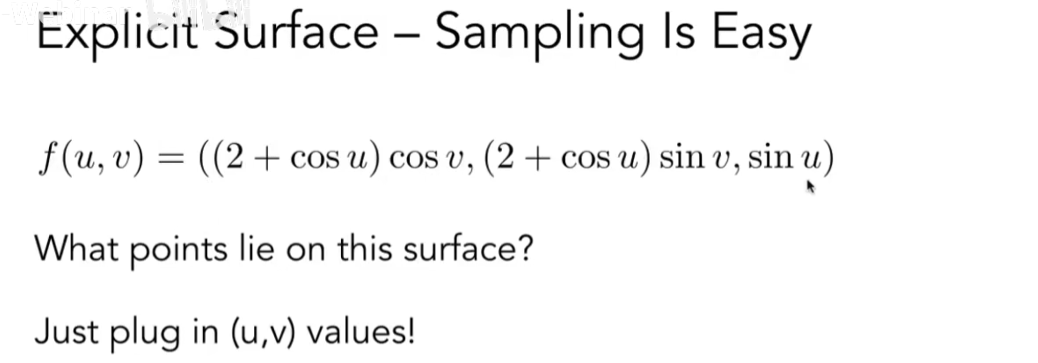 Explicit Surface – Sampling Is Easy
f(u, v) = ((2 + cos u) cos v, (2 + cos u) sin v, sin u)
What points lie on this surface?
Just plug in (u,v) values!